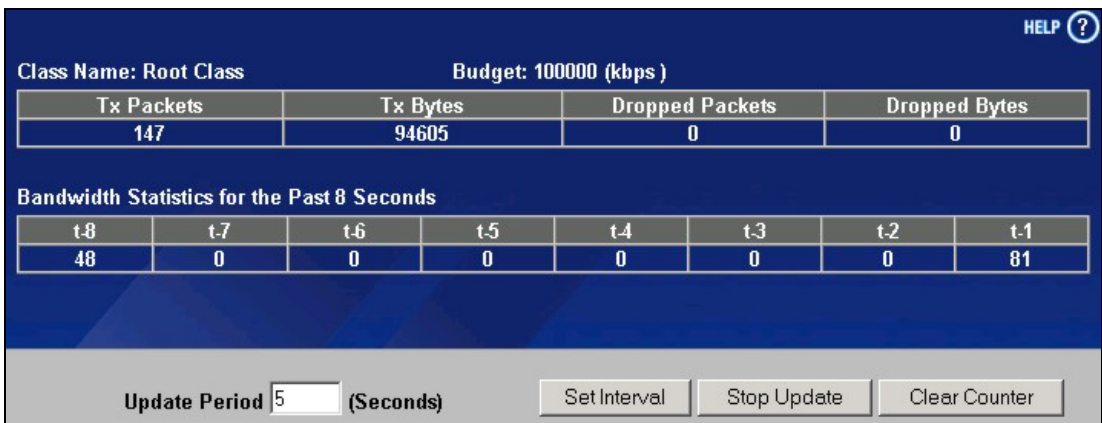 HELP ?
Class Name: Root Class Budget: 100000 (kbps )
Tx Packets Tx Bytes Dropped Packets Dropped Bytes
147 94605 0 0
Bandwidth Statistics for the Past 8 Seconds
t-8 t-7 t-6 t-5 t-4 t-3 t-2 t-1
48 0 0 0 0 0 0 81
Update Period 5 (Seconds) Set Interval Stop Update Clear Counter